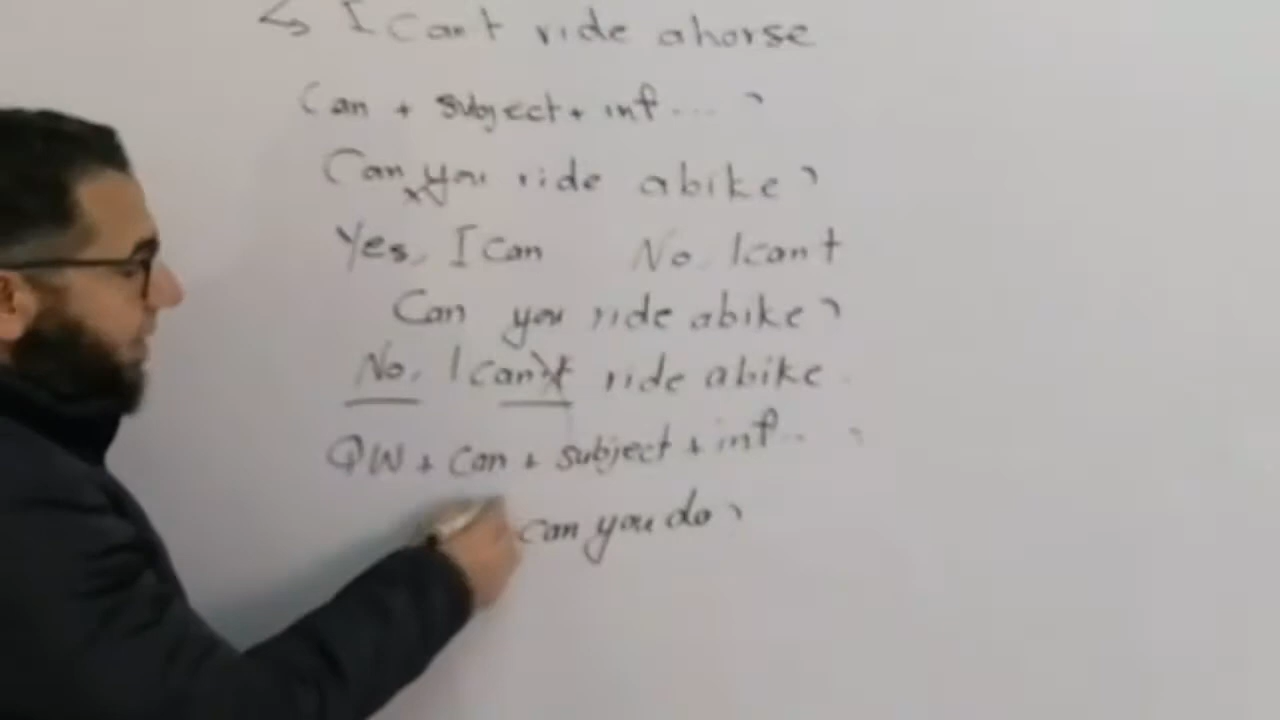 ↳ I can't ride a horse
Can + subject + inf.... ?
Can you ride a bike?
Yes, I can No, I can't
Can you ride a bike?
No, I can't ride a bike.
QW + can + subject + inf.. ?
can you do?